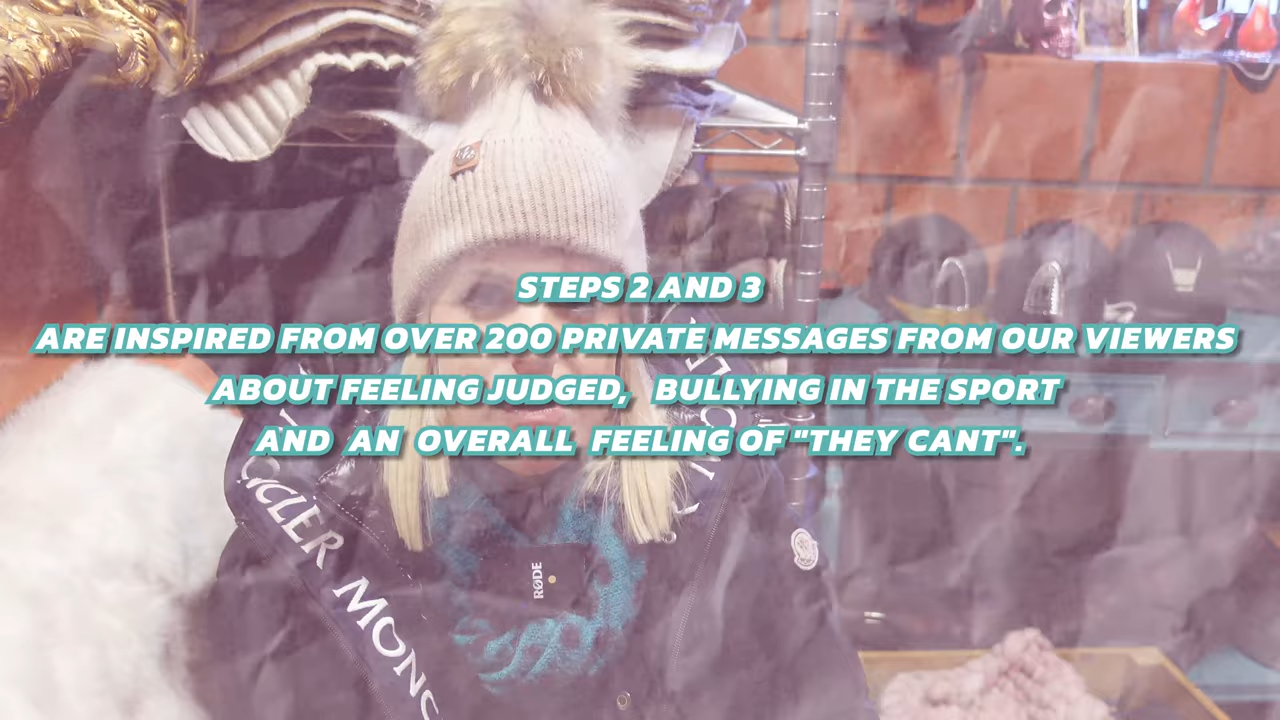 STEPS 2 AND 3
ARE INSPIRED FROM OVER 200 PRIVATE MESSAGES FROM OUR VIEWERS
ABOUT FEELING JUDGED, BULLYING IN THE SPORT
AND AN OVERALL FEELING OF "THEY CANT".
RØDE
MONC